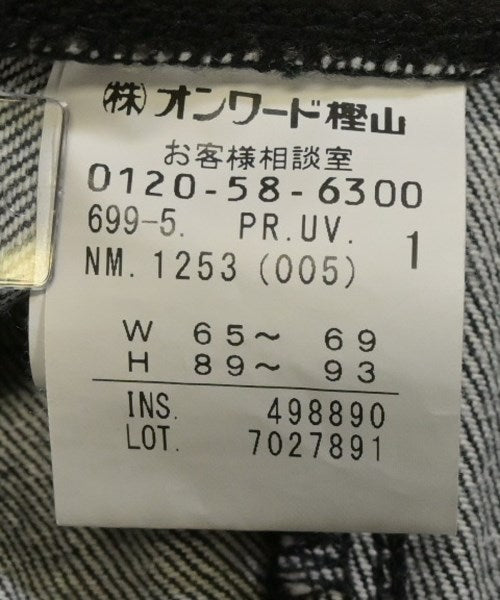 ㈱オンワード樫山
お客様相談室
0120-58-6300
699-5. PR.UV. 1
NM. 1253 (005)
W 65～ 69
H 89～ 93
INS. 498890
LOT. 7027891